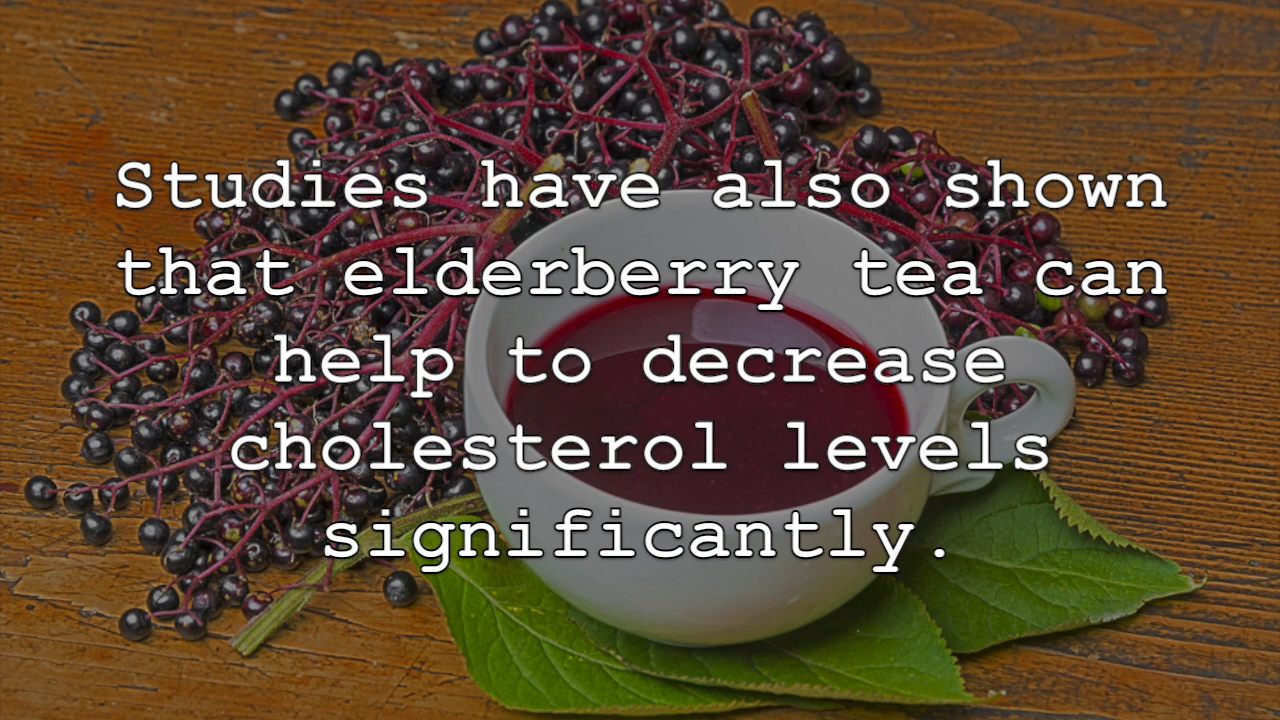 Studies have also shown
that elderberry tea can
help to decrease
cholesterol levels
significantly.